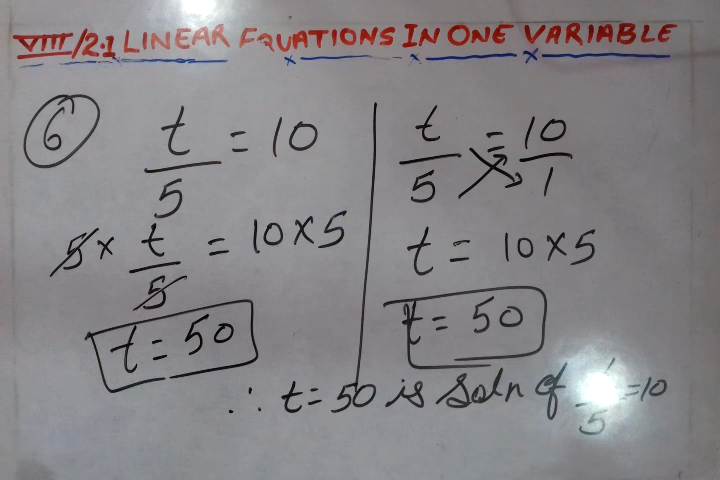 VIII/2.1 LINEAR EQUATIONS IN ONE VARIABLE
6
t/5 = 10
5 × t/5 = 10 × 5
t = 50
t/5 = 10/1
t = 10 × 5
t = 50
∴ t = 50 is soln of t/5 = 10